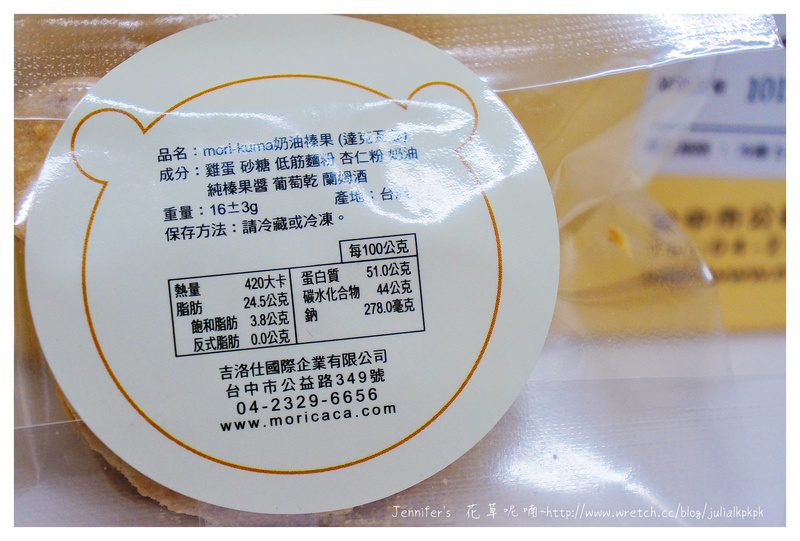 品名：mori-kuma奶油榛果 (達克瓦茲)
成分：雞蛋 砂糖 低筋麵粉 杏仁粉 奶油
純榛果醬 葡萄乾 蘭姆酒
重量：16±3g 產地：台
保存方法：請冷藏或冷凍。
每100公克
熱量 420大卡 蛋白質 51.0公克
脂肪 24.5公克 碳水化合物 44公克
飽和脂肪 3.8公克 鈉 278.0毫克
反式脂肪 0.0公克
吉洛仕國際企業有限公司
台中市公益路349號
04-2329-6656
www.moricaca.com
101
Jennifer's 花草呢喃~http://www.wretch.cc/blog/julialkpkpk